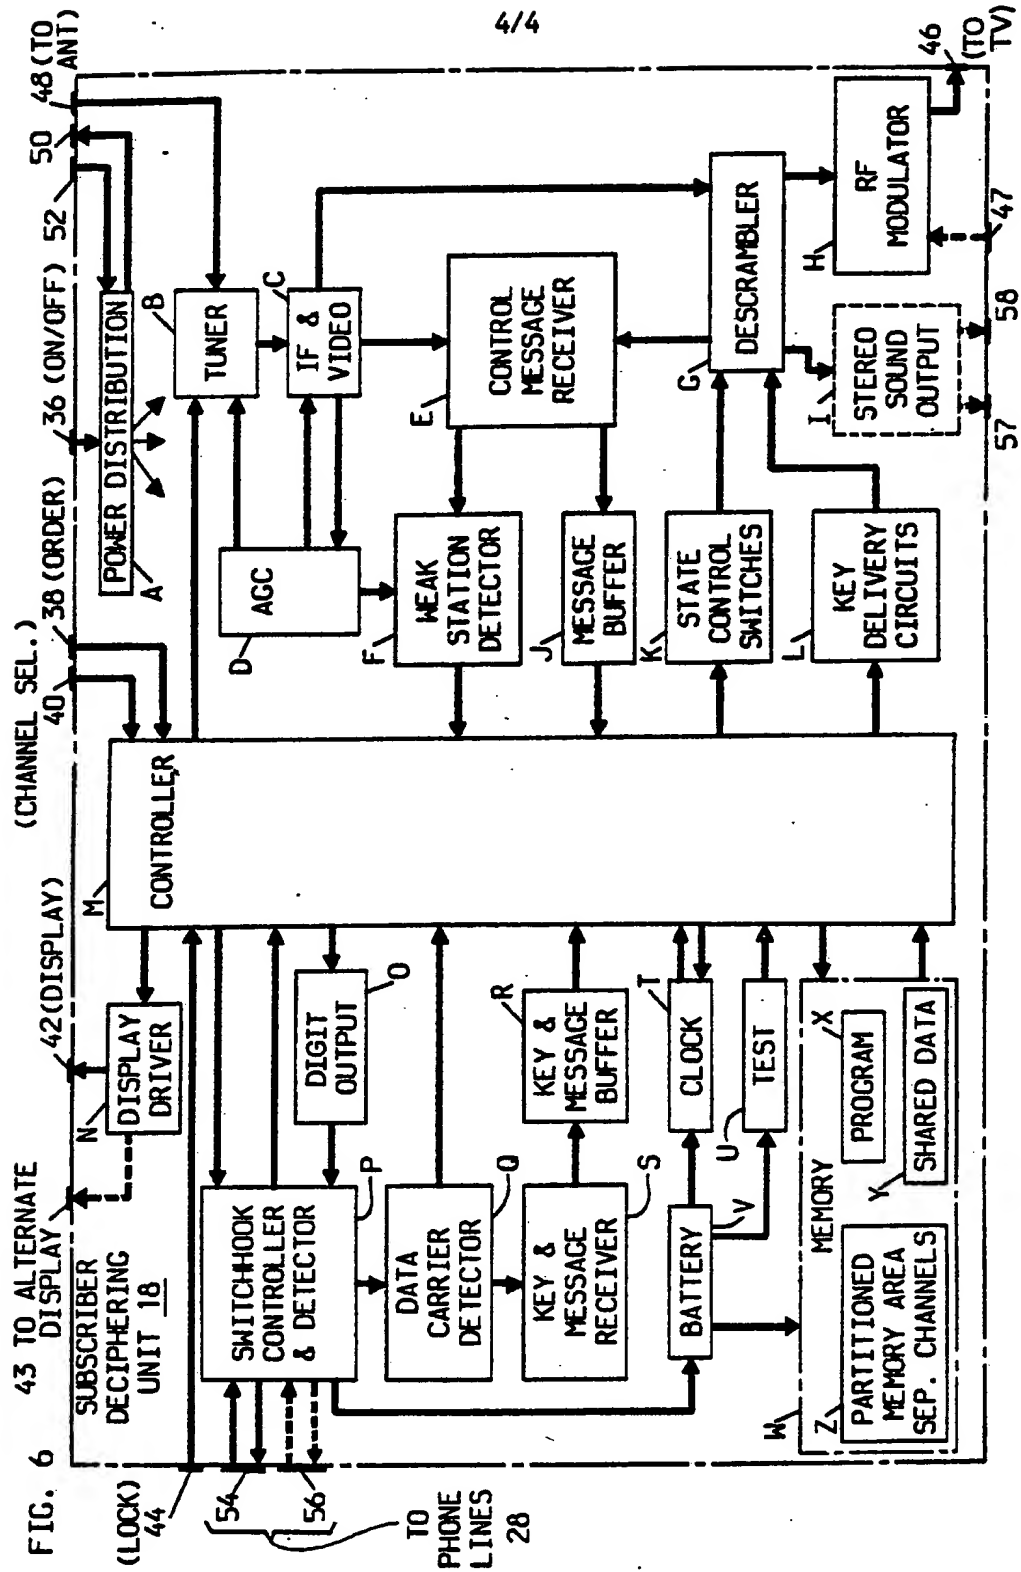 4/4
FIG. 6
43 TO ALTERNATE
DISPLAY
42(DISPLAY)
(CHANNEL SEL.)
40
38(ORDER)
36(ON/OFF)
52
50
48(TO
ANT)
SUBSCRIBER
DECIPHERING
UNIT 18
(LOCK)
44
54
56
TO
PHONE
LINES
28
N
DISPLAY
DRIVER
M
CONTROLLER
POWER DISTRIBUTION
A
B
TUNER
C
IF &
VIDEO
D
AGC
E
CONTROL
MESSAGE
RECEIVER
F
WEAK
STATION
DETECTOR
G
DESCRAMBLER
H
RF
MODULATOR
46
(TO
TV)
47
I
STEREO
SOUND
OUTPUT
57
58
J
MESSAGE
BUFFER
K
STATE
CONTROL
SWITCHES
L
KEY
DELIVERY
CIRCUITS
O
DIGIT
OUTPUT
P
SWITCHHOOK
CONTROLLER
& DETECTOR
Q
DATA
CARRIER
DETECTOR
R
KEY &
MESSAGE
BUFFER
S
KEY &
MESSAGE
RECEIVER
T
CLOCK
U
TEST
V
BATTERY
W
MEMORY
X
PROGRAM
Y
SHARED DATA
Z
PARTITIONED
MEMORY AREA
SEP. CHANNELS